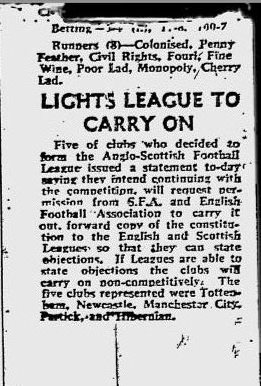 Betting
Runners (8)—Colonised, Penny
Feather, Civil Rights, Fouri, Fine
Wine, Poor Lad, Monopoly, Cherry
Lad.
LIGHTS LEAGUE TO
CARRY ON
Five of clubs who decided to
form the Anglo-Scottish Football
League issued a statement to-day
saying they intend continuing with
the competition, will request per-
mission from S.F.A. and English
Football Association to carry it
out, forward copy of the constitu-
tion to the English and Scottish
Leagues so that they can state
objections. If Leagues are able to
state objections the clubs will
carry on non-competitively. The
five clubs represented were Totten-
ham, Newcastle, Manchester City,
Partick, and Hibernian.